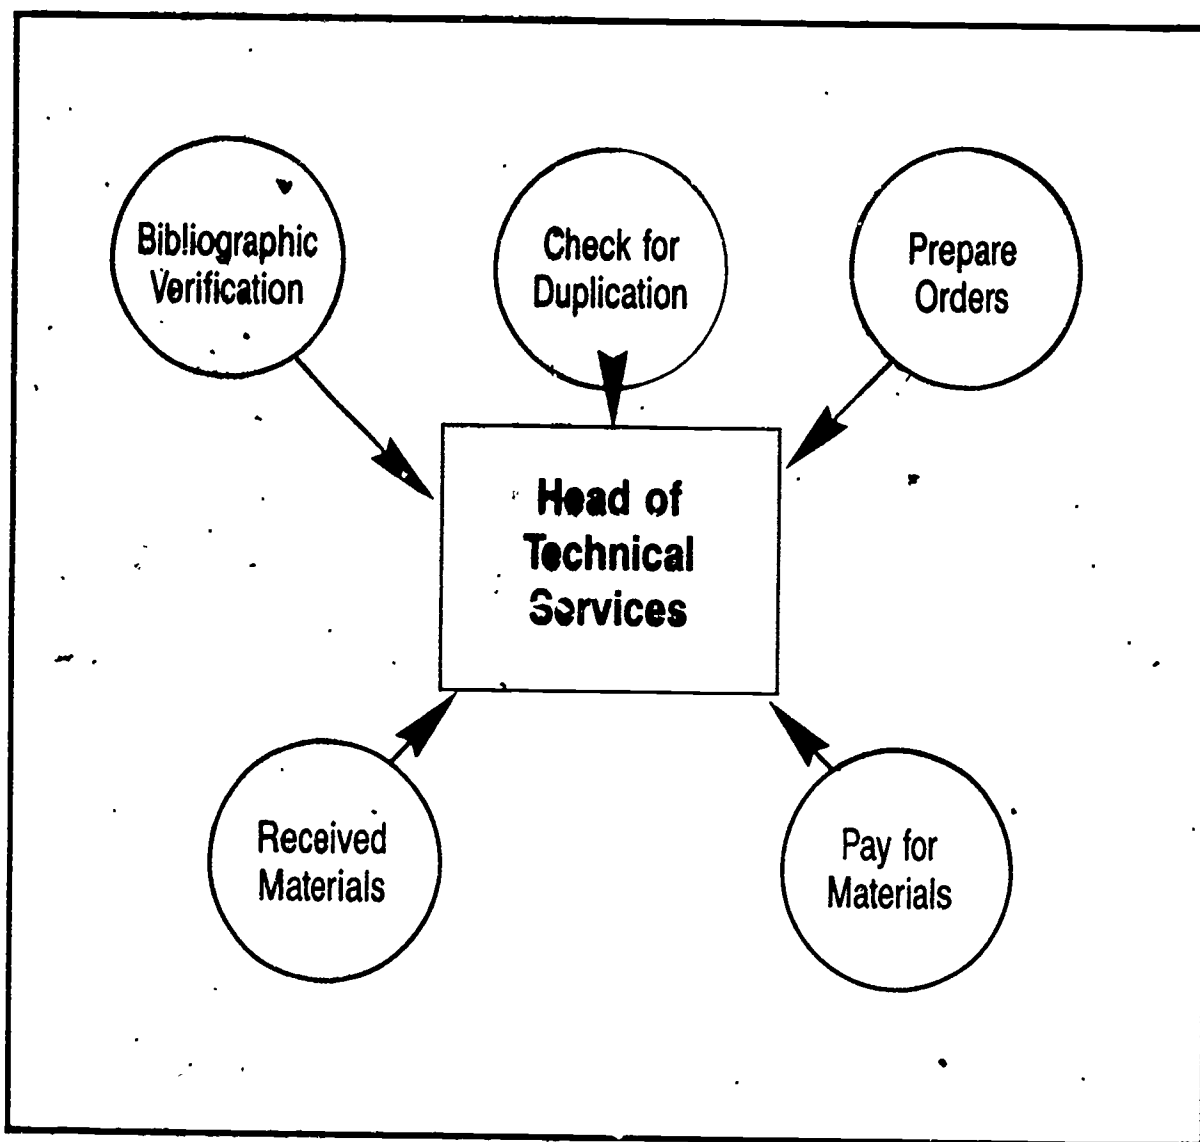 Bibliographic
Verification
Check for
Duplication
Prepare
Orders
Head of
Technical
Services
Received
Materials
Pay for
Materials